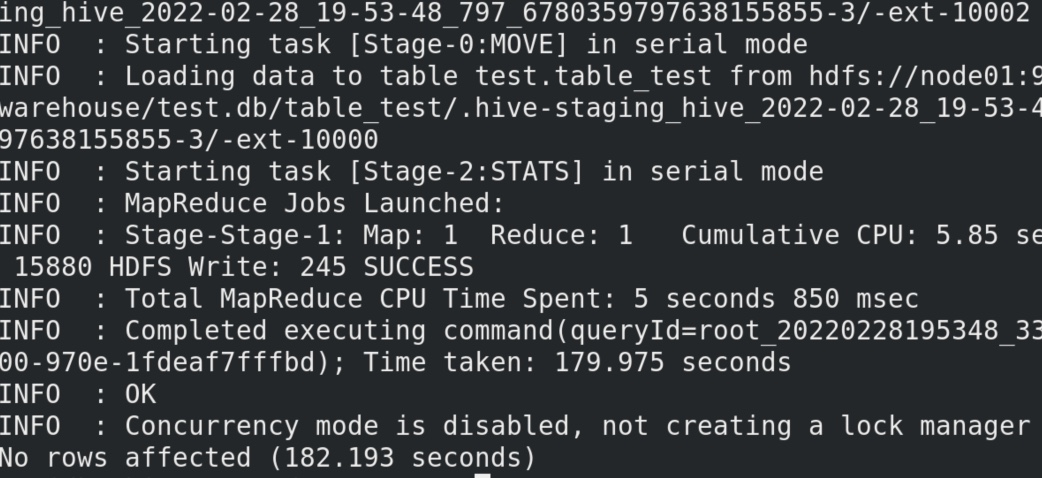 ing_hive_2022-02-28_19-53-48_797_6780359797638155855-3/-ext-10002
INFO  : Starting task [Stage-0:MOVE] in serial mode
INFO  : Loading data to table test.table_test from hdfs://node01:9
warehouse/test.db/table_test/.hive-staging_hive_2022-02-28_19-53-4
97638155855-3/-ext-10000
INFO  : Starting task [Stage-2:STATS] in serial mode
INFO  : MapReduce Jobs Launched:
INFO  : Stage-Stage-1: Map: 1  Reduce: 1   Cumulative CPU: 5.85 se
 15880 HDFS Write: 245 SUCCESS
INFO  : Total MapReduce CPU Time Spent: 5 seconds 850 msec
INFO  : Completed executing command(queryId=root_20220228195348_33
00-970e-1fdeaf7fffbd); Time taken: 179.975 seconds
INFO  : OK
INFO  : Concurrency mode is disabled, not creating a lock manager
No rows affected (182.193 seconds)